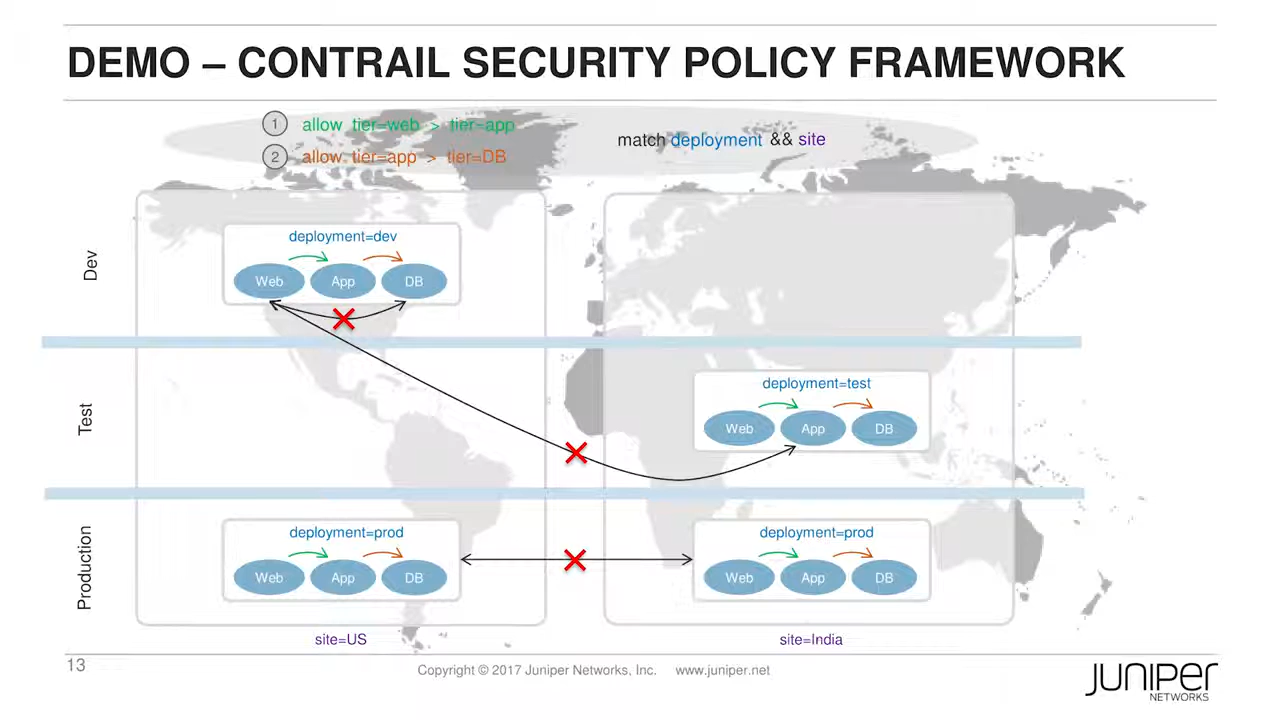 DEMO – CONTRAIL SECURITY POLICY FRAMEWORK
1 allow tier=web > tier=app
2 allow tier=app > tier=DB
match deployment && site
Dev
deployment=dev
Web App DB
Test
deployment=test
Web App DB
Production
deployment=prod
Web App DB
deployment=prod
Web App DB
site=US
site=India
13
Copyright © 2017 Juniper Networks, Inc. www.juniper.net
JUNIPER
NETWORKS